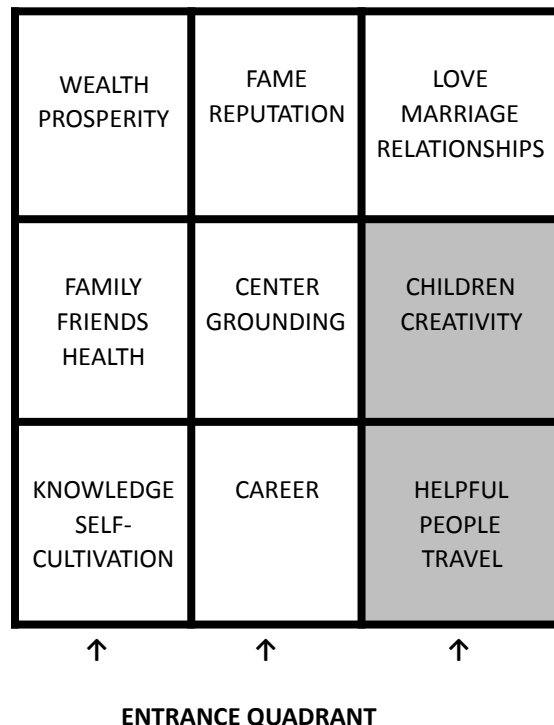 WEALTH
PROSPERITY
FAME
REPUTATION
LOVE
MARRIAGE
RELATIONSHIPS
FAMILY
FRIENDS
HEALTH
CENTER
GROUNDING
CHILDREN
CREATIVITY
KNOWLEDGE
SELF-
CULTIVATION
CAREER
HELPFUL
PEOPLE
TRAVEL
↑ ↑ ↑
ENTRANCE QUADRANT